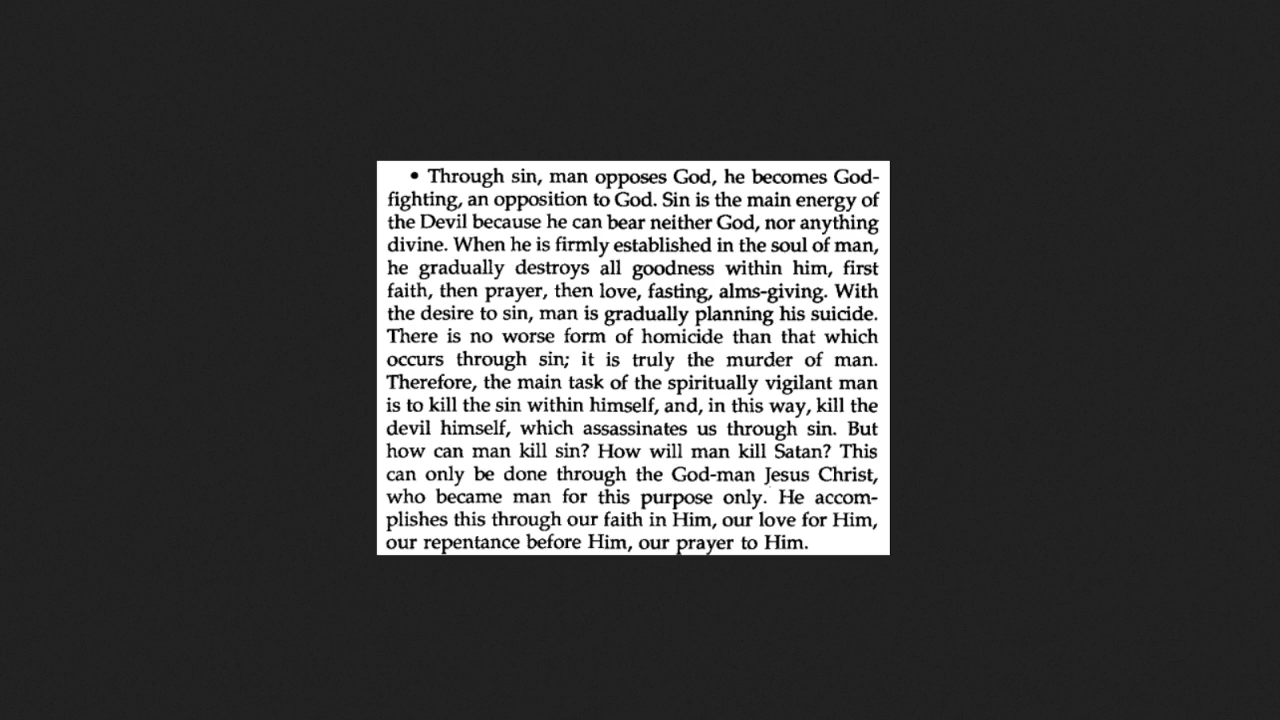 • Through sin, man opposes God, he becomes God-
fighting, an opposition to God. Sin is the main energy of
the Devil because he can bear neither God, nor anything
divine. When he is firmly established in the soul of man,
he gradually destroys all goodness within him, first
faith, then prayer, then love, fasting, alms-giving. With
the desire to sin, man is gradually planning his suicide.
There is no worse form of homicide than that which
occurs through sin; it is truly the murder of man.
Therefore, the main task of the spiritually vigilant man
is to kill the sin within himself, and, in this way, kill the
devil himself, which assassinates us through sin. But
how can man kill sin? How will man kill Satan? This
can only be done through the God-man Jesus Christ,
who became man for this purpose only. He accom-
plishes this through our faith in Him, our love for Him,
our repentance before Him, our prayer to Him.